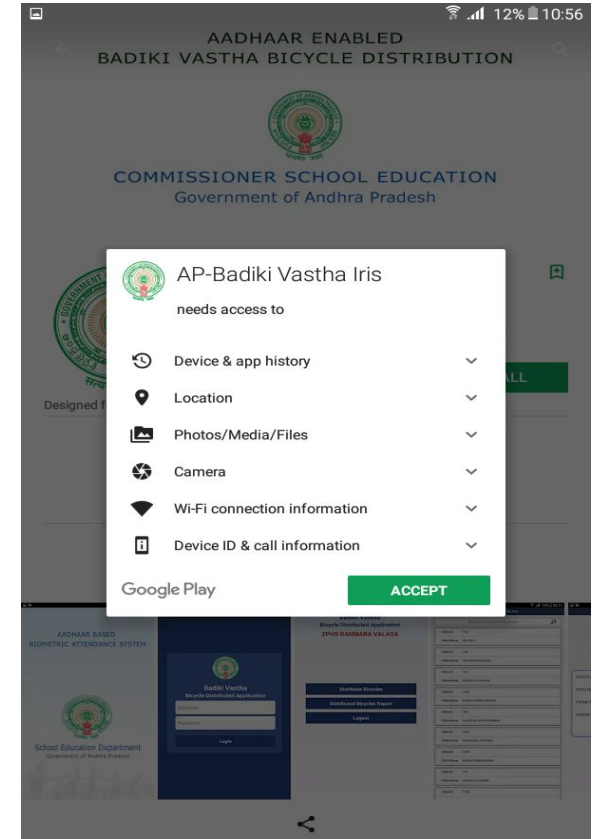 12% 10:56
AADHAAR ENABLED
BADIKI VASTHA BICYCLE DISTRIBUTION
COMMISSIONER SCHOOL EDUCATION
Government of Andhra Pradesh
AP-Badiki Vastha Iris
needs access to
Device & app history
Location
Photos/Media/Files
Camera
Wi-Fi connection information
Device ID & call information
Google Play
ACCEPT
Designed f
LL
AADHAAR BASED
BIOMETRIC ATTENDANCE SYSTEM
School Education Department
Government of Andhra Pradesh
Badiki Vastha
Bicycle Distributed Application
Login
Badiki Vastha
Bicycle Distributed Application
ZPHS KAMBARA VALASA
Distribute Bicycles
Distributed Bicycles Report
Logout